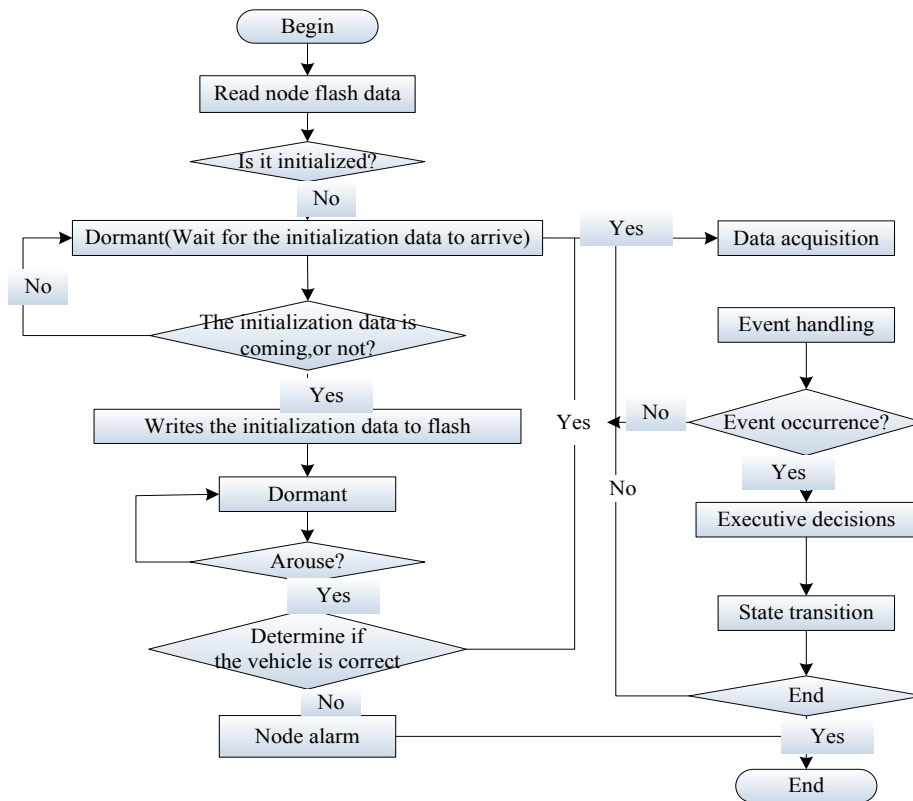 Begin
Read node flash data
Is it initialized?
No
Dormant(Wait for the initialization data to arrive)
Yes
Data acquisition
No
The initialization data is
coming,or not?
Event handling
Yes
Yes
No
Event occurrence?
Writes the initialization data to flash
Yes
Dormant
No
Executive decisions
Arouse?
Yes
State transition
Determine if
the vehicle is correct
No
End
Node alarm
Yes
End